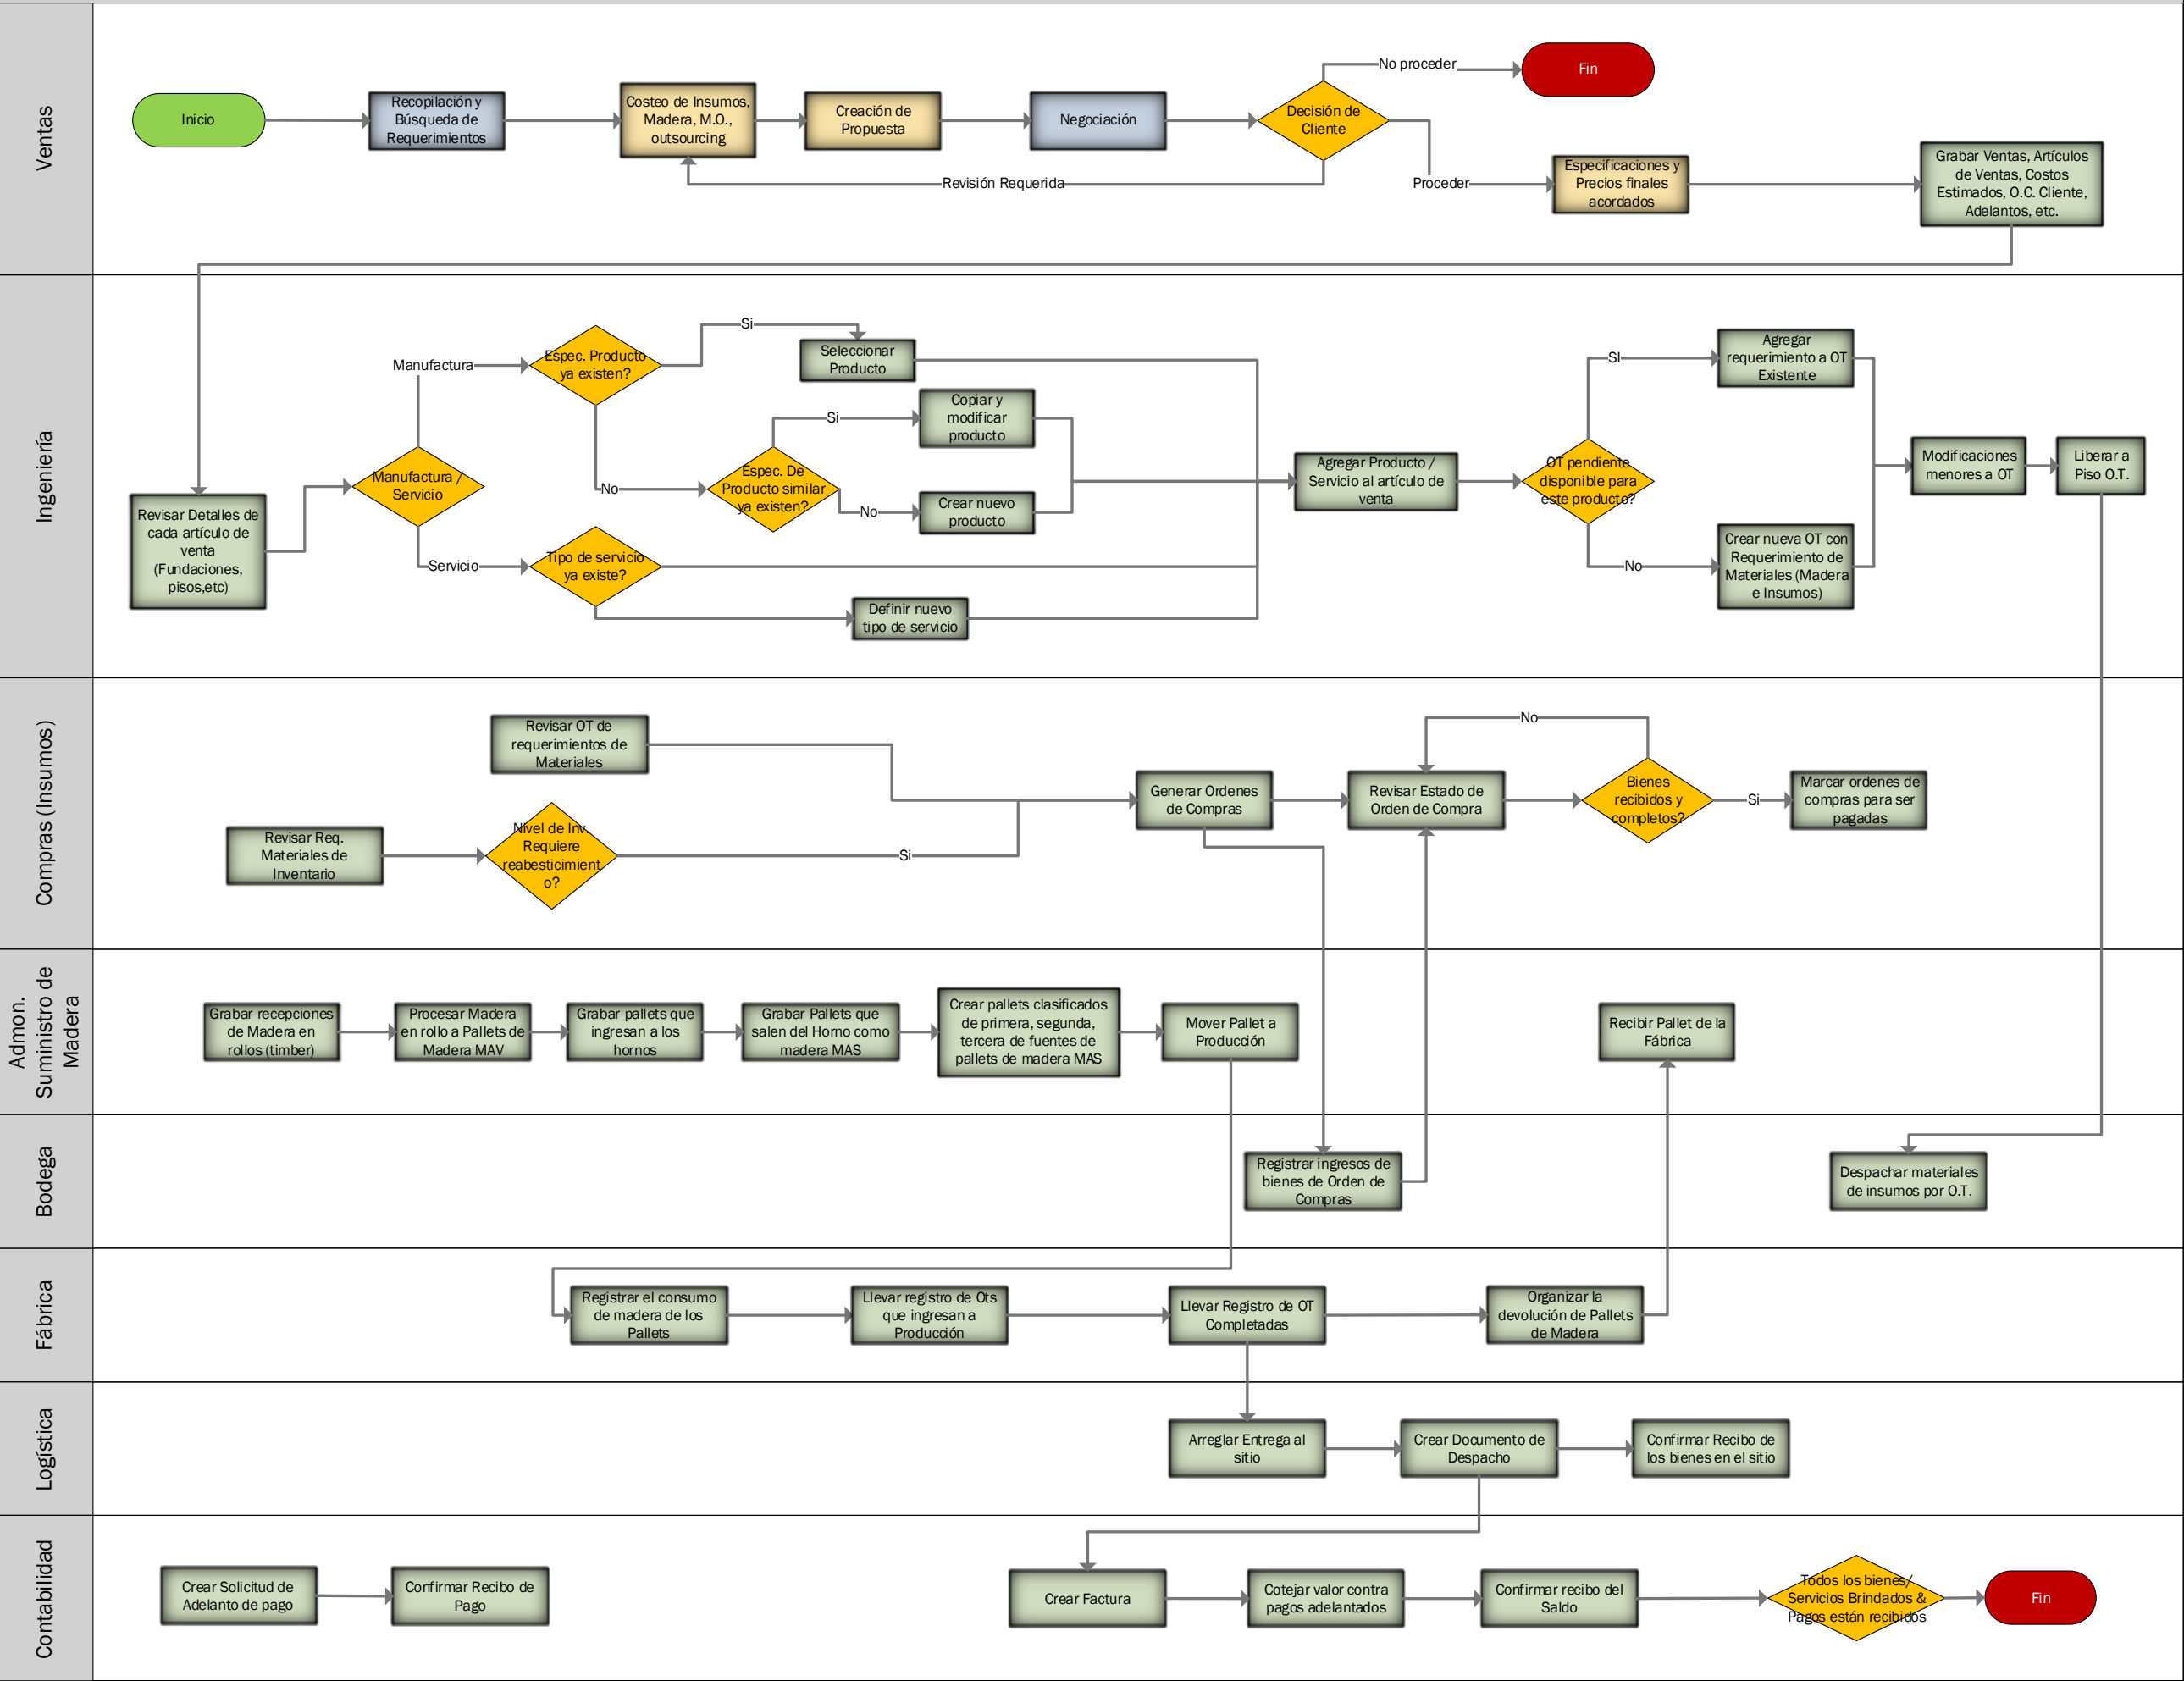 Ventas
No proceder
Fin
Inicio
Recopilación y
Búsqueda de
Requerimientos
Costeo de Insumos,
Madera, M.O.,
outsourcing
Creación de
Propuesta
Negociación
Decisión de
Cliente
Revisión Requerida
Proceder
Especificaciones y
Precios finales
acordados
Grabar Ventas, Artículos
de Ventas, Costos
Estimados, O.C. Cliente,
Adelantos, etc.
Ingeniería
Revisar Detalles de
cada artículo de
venta
(Fundaciones,
pisos,etc)
Manufactura /
Servicio
Manufactura
Servicio
Espec. Producto
ya existen?
Si
Seleccionar
Producto
No
Espec. De
Producto similar
ya existen?
Si
Copiar y
modificar
producto
No
Crear nuevo
producto
Tipo de servicio
ya existe?
Definir nuevo
tipo de servicio
Agregar Producto /
Servicio al artículo de
venta
OT pendiente
disponible para
este producto?
SI
Agregar
requerimiento a OT
Existente
No
Crear nueva OT con
Requerimiento de
Materiales (Madera
e Insumos)
Modificaciones
menores a OT
Liberar a
Piso O.T.
Compras (Insumos)
Revisar OT de
requerimientos de
Materiales
Revisar Req.
Materiales de
Inventario
Nivel de Inv.
Requiere
reabesticimient
o?
Si
Generar Ordenes
de Compras
Revisar Estado de
Orden de Compra
No
Bienes
recibidos y
completos?
Si
Marcar ordenes de
compras para ser
pagadas
Admon.
Suministro de
Madera
Grabar recepciones
de Madera en
rollos (timber)
Procesar Madera
en rollo a Pallets de
Madera MAV
Grabar pallets que
ingresan a los
hornos
Grabar Pallets que
salen del Horno como
madera MAS
Crear pallets clasificados
de primera, segunda,
tercera de fuentes de
pallets de madera MAS
Mover Pallet a
Producción
Recibir Pallet de la
Fábrica
Bodega
Registrar ingresos de
bienes de Orden de
Compras
Despachar materiales
de insumos por O.T.
Fábrica
Registrar el consumo
de madera de los
Pallets
Llevar registro de Ots
que ingresan a
Producción
Llevar Registro de OT
Completadas
Organizar la
devolución de Pallets
de Madera
Logística
Arreglar Entrega al
sitio
Crear Documento de
Despacho
Confirmar Recibo de
los bienes en el sitio
Contabilidad
Crear Solicitud de
Adelanto de pago
Confirmar Recibo de
Pago
Crear Factura
Cotejar valor contra
pagos adelantados
Confirmar recibo del
Saldo
Todos los bienes/
Servicios Brindados &
Pagos están recibidos
Fin